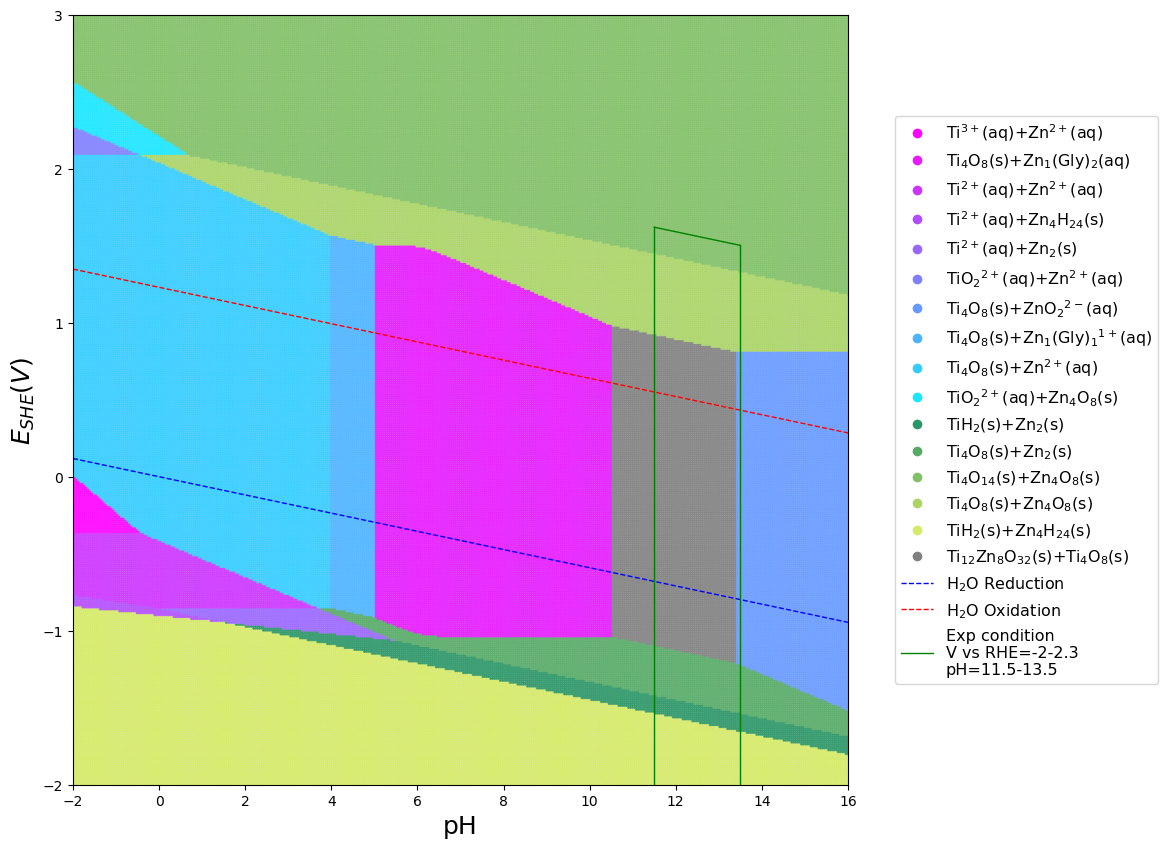 3
2
1
0
−1
−2
E_SHE(V)
−2 0 2 4 6 8 10 12 14 16
pH
Ti³⁺(aq)+Zn²⁺(aq)
Ti₄O₈(s)+Zn₁(Gly)₂(aq)
Ti²⁺(aq)+Zn²⁺(aq)
Ti²⁺(aq)+Zn₄H₂₄(s)
Ti²⁺(aq)+Zn₂(s)
TiO₂²⁺(aq)+Zn²⁺(aq)
Ti₄O₈(s)+ZnO₂²⁻(aq)
Ti₄O₈(s)+Zn₁(Gly)₁¹⁺(aq)
Ti₄O₈(s)+Zn²⁺(aq)
TiO₂²⁺(aq)+Zn₄O₈(s)
TiH₂(s)+Zn₂(s)
Ti₄O₈(s)+Zn₂(s)
Ti₄O₁₄(s)+Zn₄O₈(s)
Ti₄O₈(s)+Zn₄O₈(s)
TiH₂(s)+Zn₄H₂₄(s)
Ti₁₂Zn₈O₃₂(s)+Ti₄O₈(s)
H₂O Reduction
H₂O Oxidation
Exp condition
V vs RHE=-2-2.3
pH=11.5-13.5